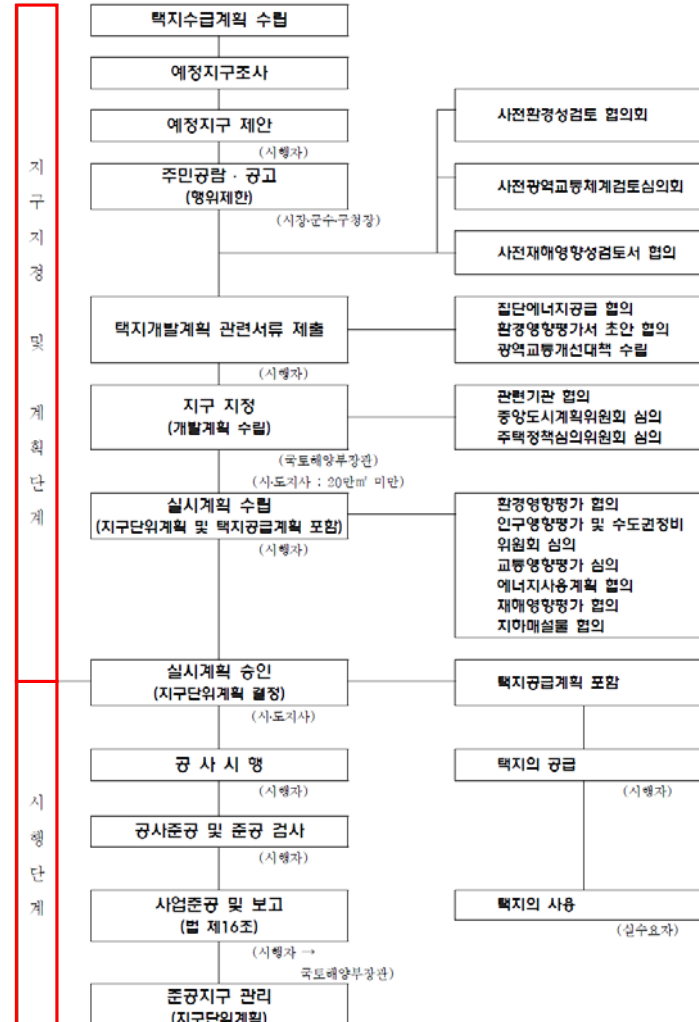 택지수급계획 수립
예정지구조사
예정지구 제안
(시행자)
주민공람 · 공고
(행위제한)
(시장·군수·구청장)
사전환경성검토 협의회
사전광역교통체계검토심의회
사전재해영향성검토서 협의
택지개발계획 관련서류 제출
(시행자)
집단에너지공급 협의
환경영향평가서 초안 협의
광역교통개선대책 수립
지구 지정
(개발계획 수립)
(국토해양부장관)
(시·도지사 : 20만㎡ 미만)
관련기관 협의
중앙도시계획위원회 심의
주택정책심의위원회 심의
실시계획 수립
(지구단위계획 및 택지공급계획 포함)
(시행자)
환경영향평가 협의
인구영향평가 및 수도권정비
위원회 심의
교통영향평가 심의
에너지사용계획 협의
재해영향평가 협의
지하매설물 협의
지구지정 및 계획단계
실시계획 승인
(지구단위계획 결정)
(시·도지사)
택지공급계획 포함
공 사 시 행
(시행자)
택지의 공급
(시행자)
공사준공 및 준공 검사
(시행자)
사업준공 및 보고
(법 제16조)
(시행자 →
국토해양부장관)
택지의 사용
(실수요자)
준공지구 관리
(지구단위계획)
시행단계